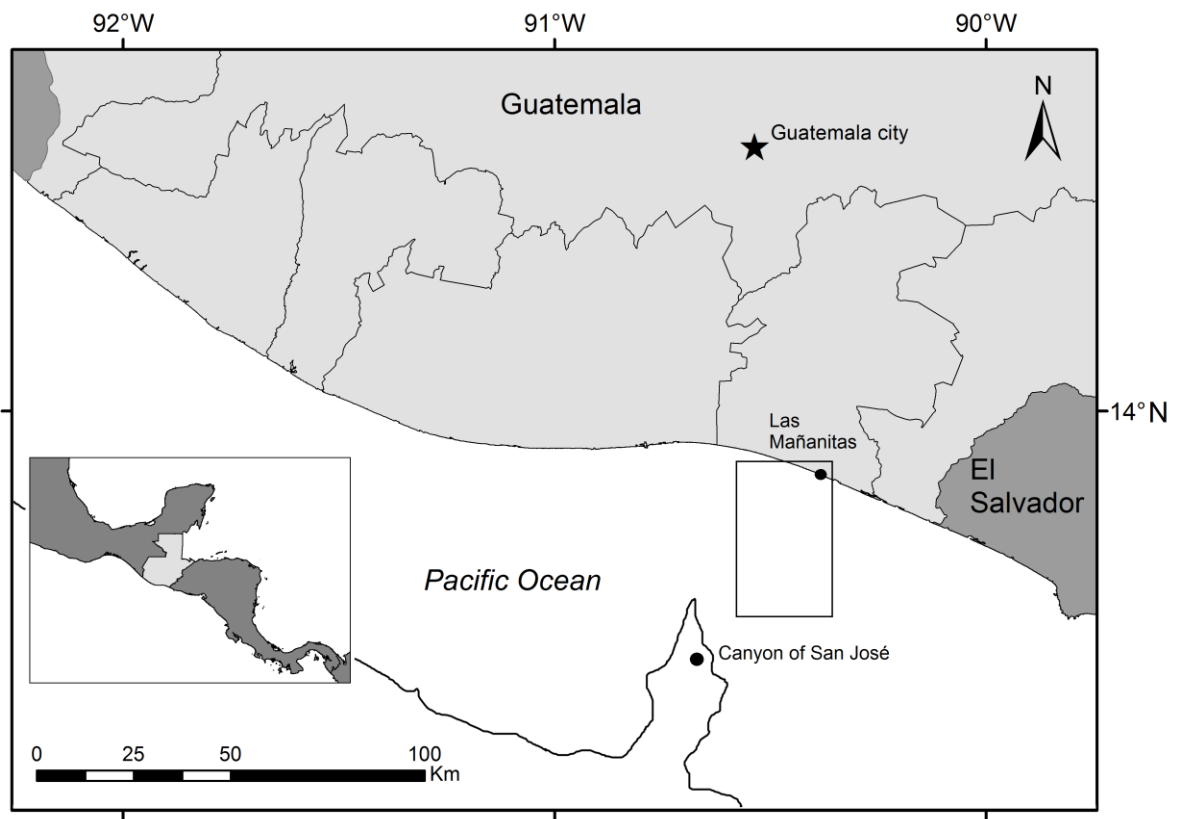 92°W
91°W
90°W
N
Guatemala
Guatemala city
14°N
Las
Mañanitas
El
Salvador
Pacific Ocean
Canyon of San José
0
25
50
100
Km